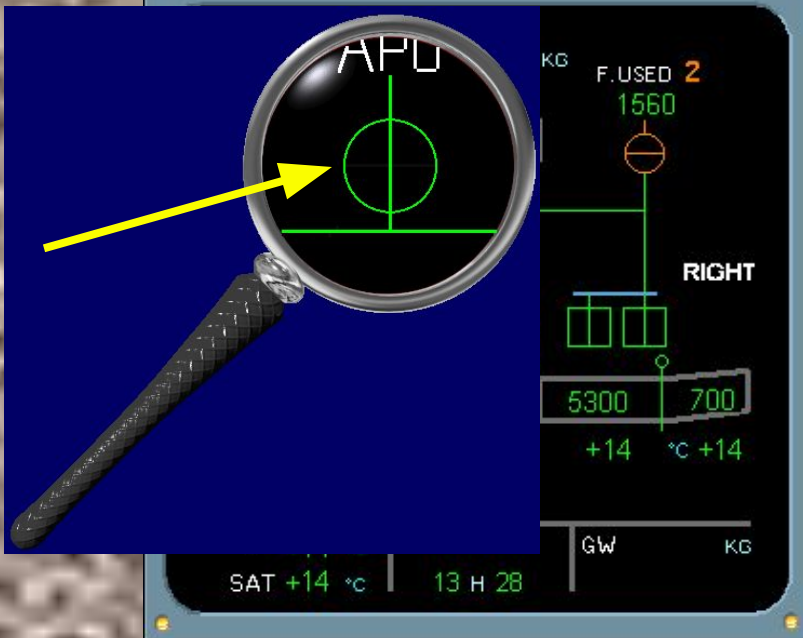 APU
KG
F.USED 2
1560
RIGHT
5300 700
+14 °C +14
GW KG
SAT +14 °C 13 H 28